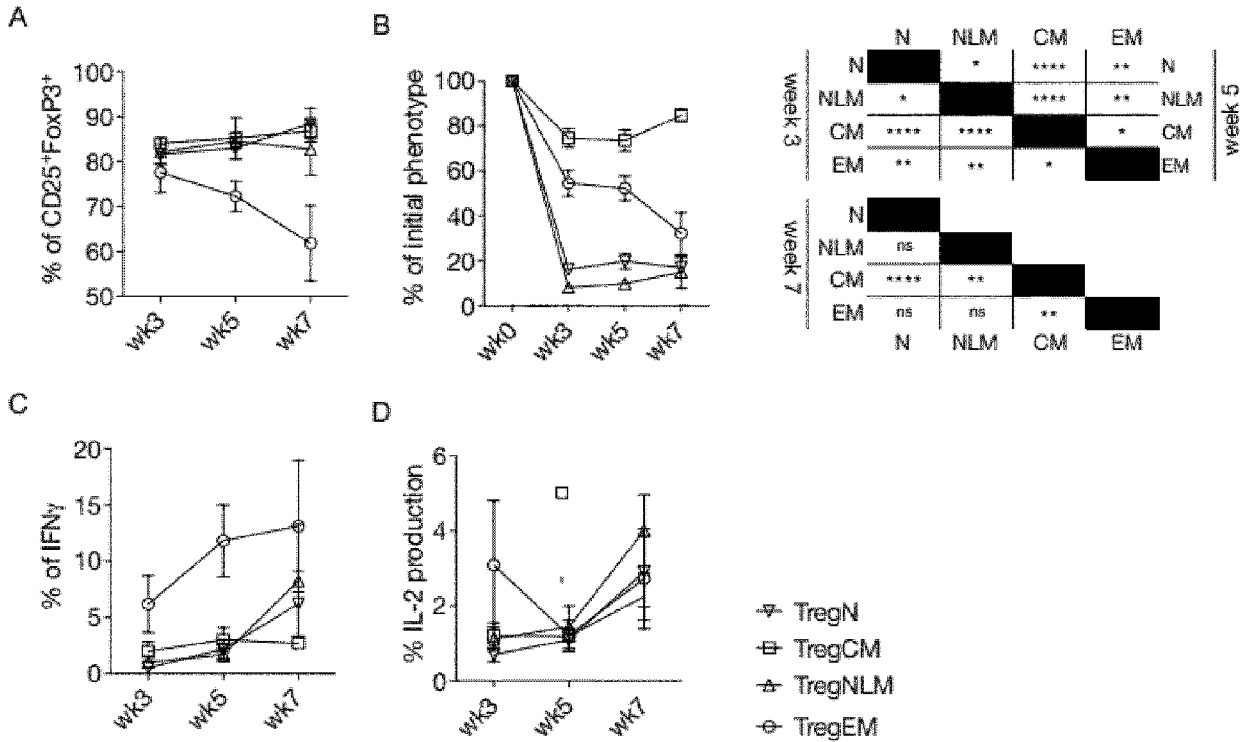 A
% of CD25+FoxP3+
100
90
80
70
60
50
wk3
wk5
wk7
B
% of initial phenotype
100
80
60
40
20
0
wk0
wk3
wk5
wk7
N NLM CM EM
week 3
N * **** ** N
NLM * **** ** NLM
CM **** **** * CM
EM ** ** * EM
week 5
week 7
N
NLM ns
CM **** **
EM ns ns **
N NLM CM EM
C
% of IFNγ
20
15
10
5
0
wk3
wk5
wk7
D
% IL-2 production
6
4
2
0
wk3
wk5
wk7
TregN
TregCM
TregNLM
TregEM